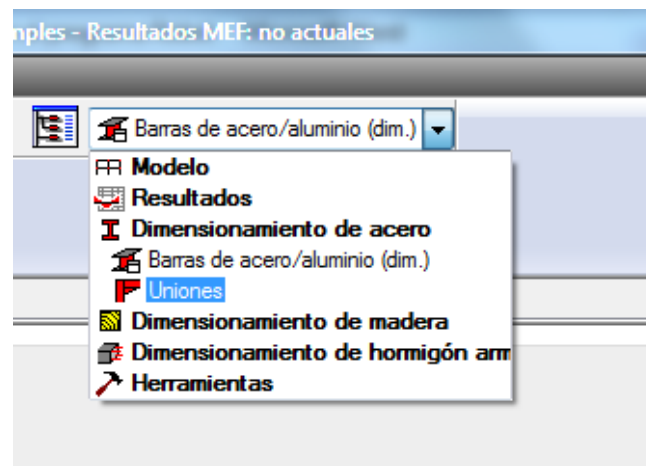 - Resultados MEF: no actuales
Barras de acero/aluminio (dim.)
Modelo
Resultados
Dimensionamiento de acero
Barras de acero/aluminio (dim.)
Uniones
Dimensionamiento de madera
Dimensionamiento de hormigón arm
Herramientas